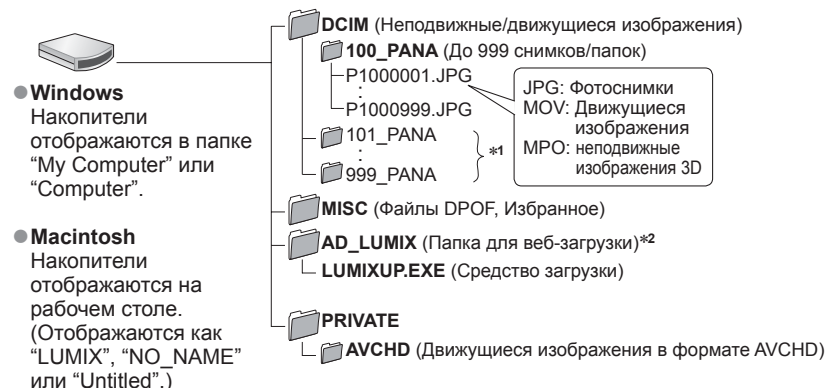 ●Windows
Накопители
отображаются в папке
“My Computer” или
“Computer”.
●Macintosh
Накопители
отображаются на
рабочем столе.
(Отображаются как
“LUMIX”, “NO_NAME”
или “Untitled”.)
DCIM (Неподвижные/движущиеся изображения)
100_PANA (До 999 снимков/папок)
P1000001.JPG
:
P1000999.JPG
101_PANA
:
999_PANA
*1
JPG: Фотоснимки
MOV: Движущиеся
изображения
MPO: неподвижные
изображения 3D
MISC (Файлы DPOF, Избранное)
AD_LUMIX (Папка для веб-загрузки)*2
LUMIXUP.EXE (Средство загрузки)
PRIVATE
AVCHD (Движущиеся изображения в формате AVCHD)